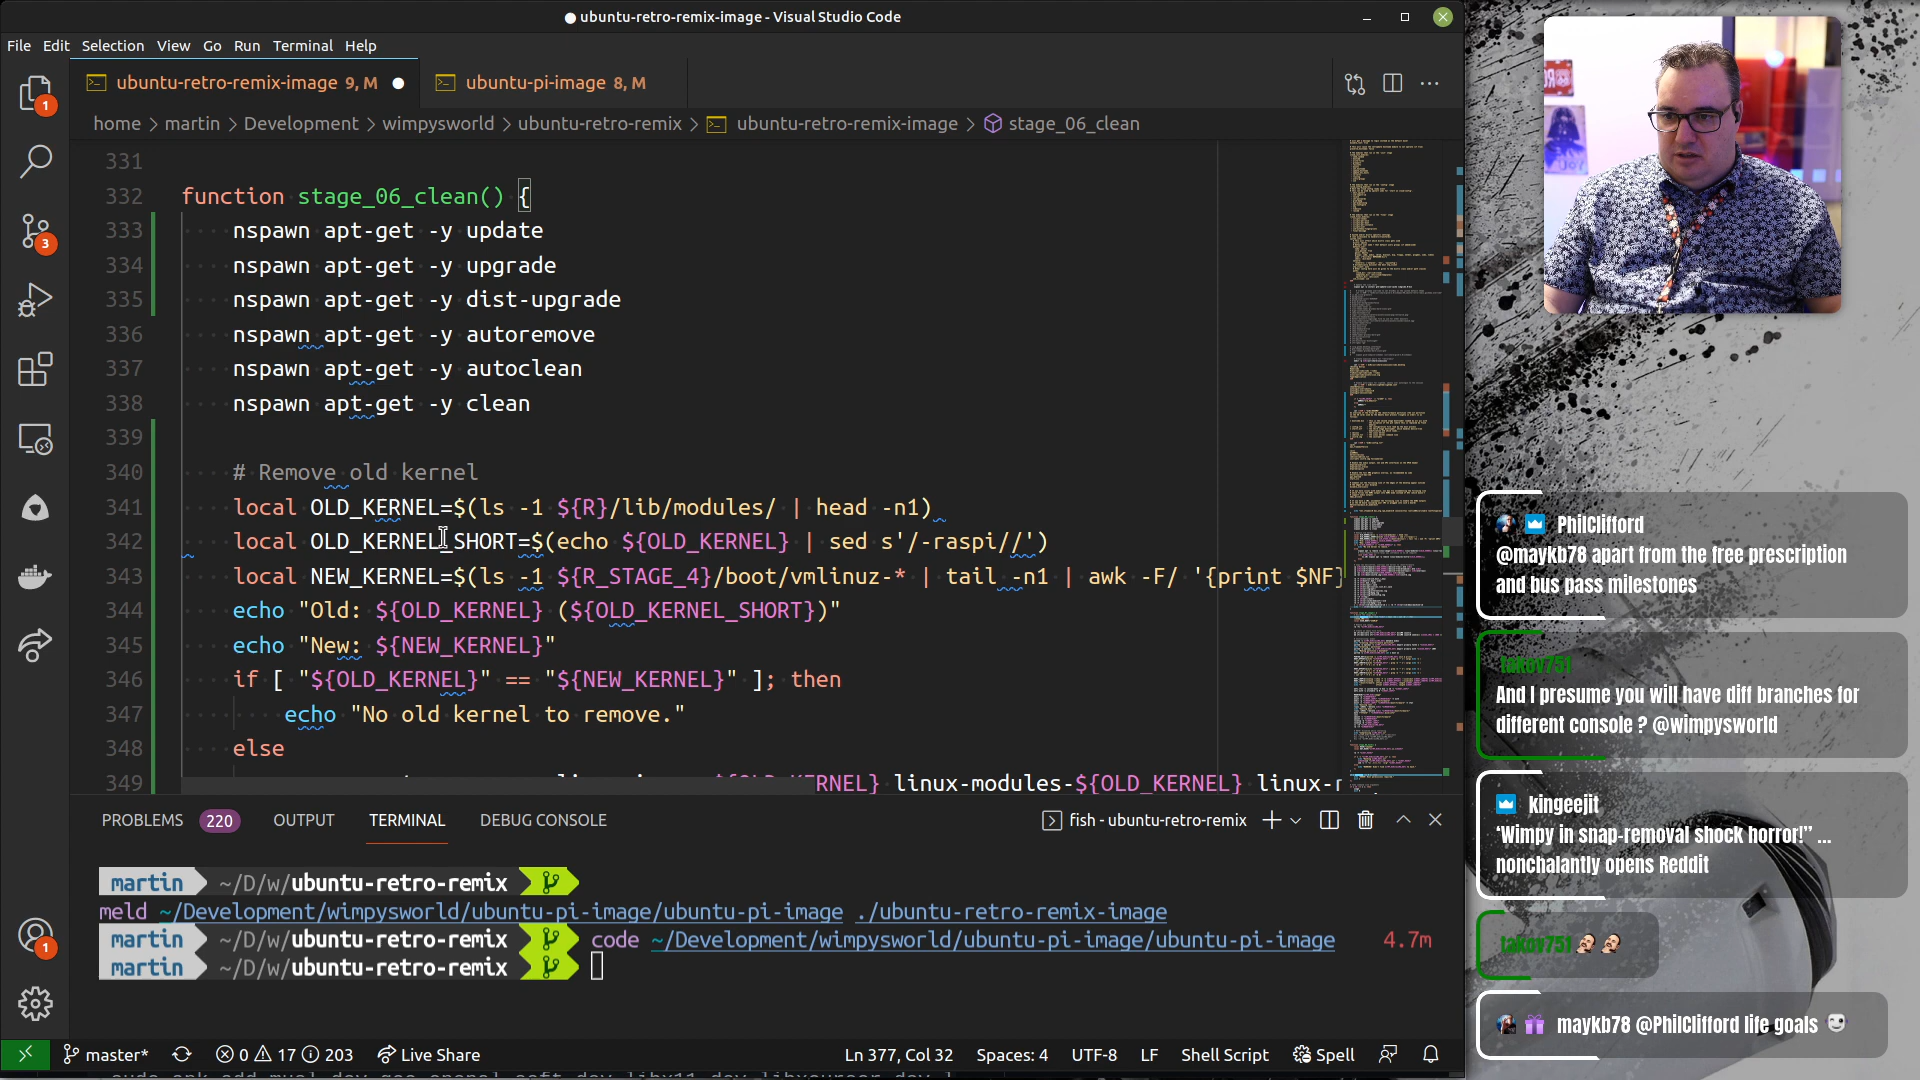 ubuntu-retro-remix-image - Visual Studio Code
File Edit Selection View Go Run Terminal Help
ubuntu-retro-remix-image 9, M
ubuntu-pi-image 8, M
home > martin > Development > wimpysworld > ubuntu-retro-remix > ubuntu-retro-remix-image > stage_06_clean
331
332 function stage_06_clean() {
333 nspawn apt-get -y update
334 nspawn apt-get -y upgrade
335 nspawn apt-get -y dist-upgrade
336 nspawn apt-get -y autoremove
337 nspawn apt-get -y autoclean
338 nspawn apt-get -y clean
339
340 # Remove old kernel
341 local OLD_KERNEL=$(ls -1 ${R}/lib/modules/ | head -n1)
342 local OLD_KERNEL_SHORT=$(echo ${OLD_KERNEL} | sed s'/-raspi//')
343 local NEW_KERNEL=$(ls -1 ${R_STAGE_4}/boot/vmlinuz-* | tail -n1 | awk -F/ '{print $NF}
344 echo "Old: ${OLD_KERNEL} (${OLD_KERNEL_SHORT})"
345 echo "New: ${NEW_KERNEL}"
346 if [ "${OLD_KERNEL}" == "${NEW_KERNEL}" ]; then
347 echo "No old kernel to remove."
348 else
349 RNEL} linux-modules-${OLD_KERNEL} linux-
PROBLEMS 220 OUTPUT TERMINAL DEBUG CONSOLE
fish - ubuntu-retro-remix
martin ~/D/w/ubuntu-retro-remix
meld ~/Development/wimpysworld/ubuntu-pi-image/ubuntu-pi-image ./ubuntu-retro-remix-image
martin ~/D/w/ubuntu-retro-remix code ~/Development/wimpysworld/ubuntu-pi-image/ubuntu-pi-image 4.7m
martin ~/D/w/ubuntu-retro-remix
master* 0 17 203 Live Share
Ln 377, Col 32 Spaces: 4 UTF-8 LF Shell Script Spell
1
3
1
PhilClifford
@maykb78 apart from the free prescription
and bus pass milestones
takov751
And I presume you will have diff branches for
different console ? @wimpysworld
kingeejit
‘Wimpy in snap-removal shock horror!” ...
nonchalantly opens Reddit
takov751
maykb78 @PhilClifford life goals